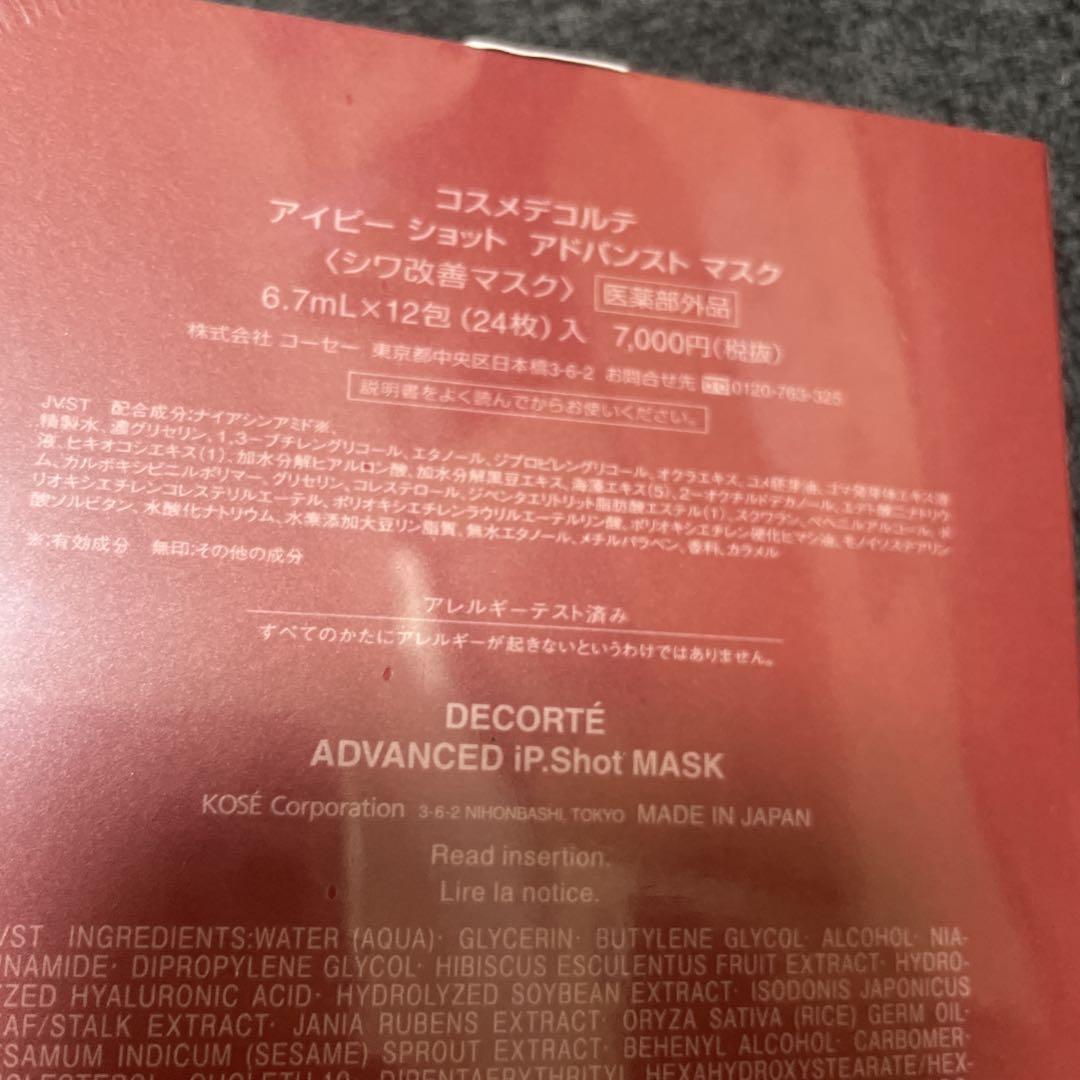 コスメデコルテ
アイピー ショット アドバンスト マスク
〈シワ改善マスク〉 医薬部外品
6.7mL×12包(24枚)入 7,000円(税抜)
株式会社 コーセー 東京都中央区日本橋3-6-2 お問合せ先 0120-763-325
説明書をよく読んでからお使いください。
JV-ST 配合成分:ナイアシンアミド※、
精製水、濃グリセリン、1,3-ブチレングリコール、エタノール、ジプロピレングリコール、オクラエキス、コメ胚芽油、ゴマ発芽体エキス溶
液、ヒキオコシエキス(1)、加水分解ヒアルロン酸、加水分解黒豆エキス、海藻エキス(5)、2-オクチルドデカノール、エデト酸二ナトリウ
ム、カルボキシビニルポリマー、グリセリン、コレステロール、ジペンタエリトリット脂肪酸エステル(1)、スクワラン、ベヘニルアルコール、ポ
リオキシエチレンコレステリルエーテル、ポリオキシエチレンラウリルエーテルリン酸、ポリオキシエチレン硬化ヒマシ油、モノイソステアリン
酸ソルビタン、水酸化ナトリウム、水素添加大豆リン脂質、無水エタノール、メチルパラベン、香料、カラメル
※:有効成分 無印:その他の成分
アレルギーテスト済み
すべてのかたにアレルギーが起きないというわけではありません。
DECORTÉ
ADVANCED iP.Shot MASK
KOSÉ Corporation 3-6-2 NIHONBASHI, TOKYO MADE IN JAPAN
Read insertion.
Lire la notice.
VST INGREDIENTS:WATER (AQUA)· GLYCERIN· BUTYLENE GLYCOL· ALCOHOL· NIA-
INAMIDE· DIPROPYLENE GLYCOL· HIBISCUS ESCULENTUS FRUIT EXTRACT· HYDRO-
YZED HYALURONIC ACID· HYDROLYZED SOYBEAN EXTRACT· ISODONIS JAPONICUS
AF/STALK EXTRACT· JANIA RUBENS EXTRACT· ORYZA SATIVA (RICE) GERM OIL·
SAMUM INDICUM (SESAME) SPROUT EXTRACT· BEHENYL ALCOHOL· CARBOMER·
OLESTEROL· CHOLETH-10· DIPENTAERYTHRITYL HEXAHYDROXYSTEARATE/HEX-